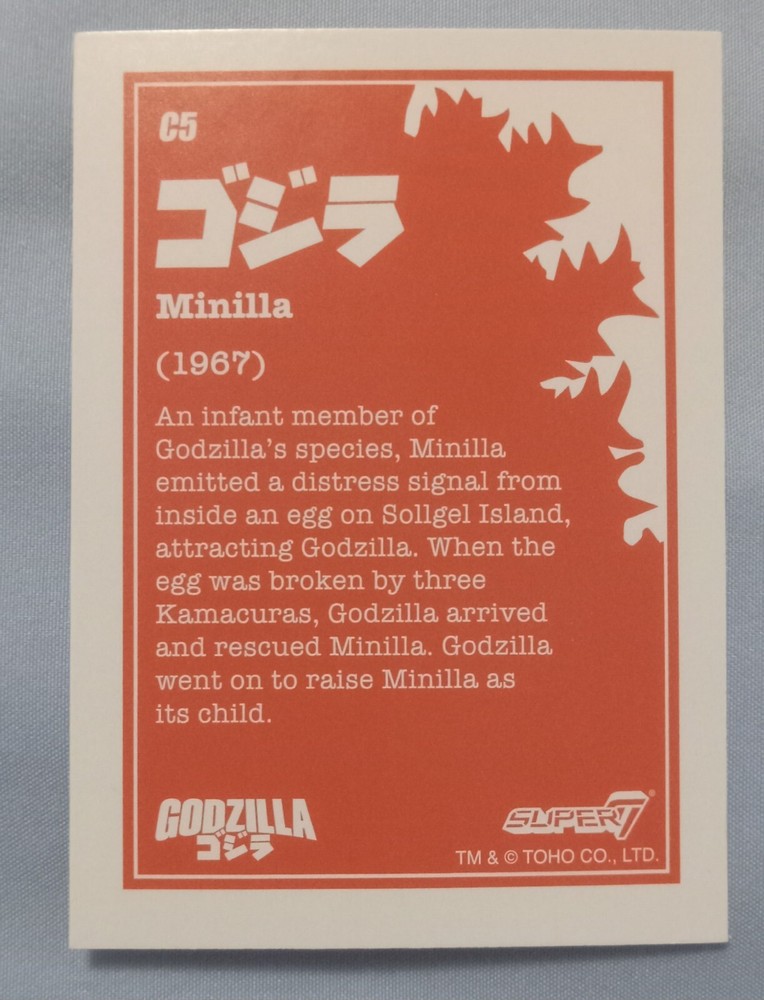 C5
ゴジラ
Minilla
(1967)
An infant member of
Godzilla's species, Minilla
emitted a distress signal from
inside an egg on Sollgel Island,
attracting Godzilla. When the
egg was broken by three
Kamacuras, Godzilla arrived
and rescued Minilla. Godzilla
went on to raise Minilla as
its child.
GODZILLA
ゴジラ
SUPER7®
TM & © TOHO CO., LTD.